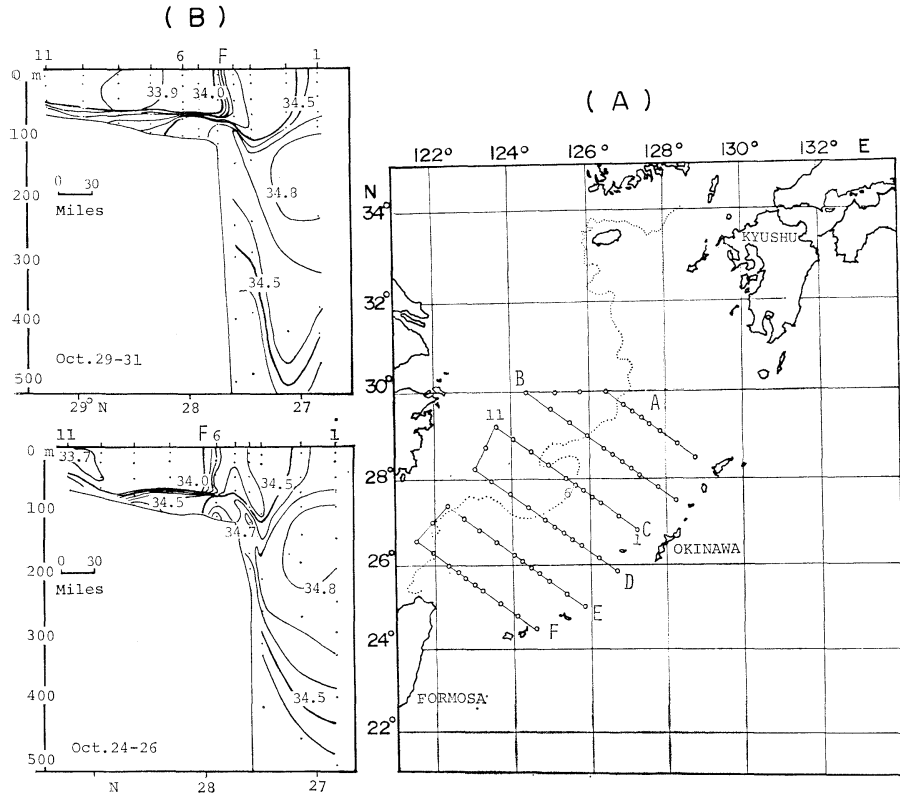 ( B )
11 6 F 1
0 m
33.9 34.0 34.5
100
34.8
200
0 30
Miles
300
34.5
400
Oct.29-31
500
29° N 28 27
11 F 6 1
0 m
33.7
34.0 34.5
34.5
100
34.7
0 30
200
34.8
Miles
300
34.5
400
Oct.24-26
500
N 28 27
( A )
122° 124° 126° 128° 130° 132° E
N
34°
KYUSHU
32°
30°
B
A
11
28°
6
C
1
OKINAWA
26°
D
E
F
24°
FORMOSA
22°